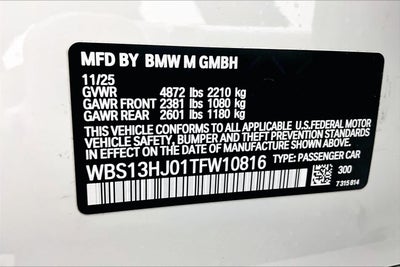 MFD BY BMW M GMBH
11/25
GVWR 4872 lbs 2210 kg
GAWR FRONT 2381 lbs 1080 kg
GAWR REAR 2601 lbs 1180 kg
THIS VEHICLE CONFORMS TO ALL APPLICABLE U.S.FEDERAL MOTOR
VEHICLE SAFETY, BUMPER, AND THEFT PREVENTION STANDARDS
IN EFFECT ON THE DATE OF MANUFACTURE SHOWN ABOVE.
WBS13HJ01TFW10816 TYPE: PASSENGER CAR
300
7 315 814